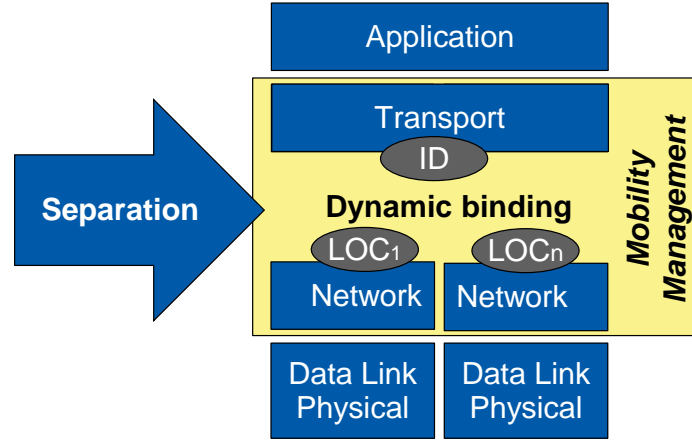 Application
Transport
ID
Separation
Dynamic binding
LOC₁
LOCn
Network
Network
Mobility
Management
Data Link
Physical
Data Link
Physical